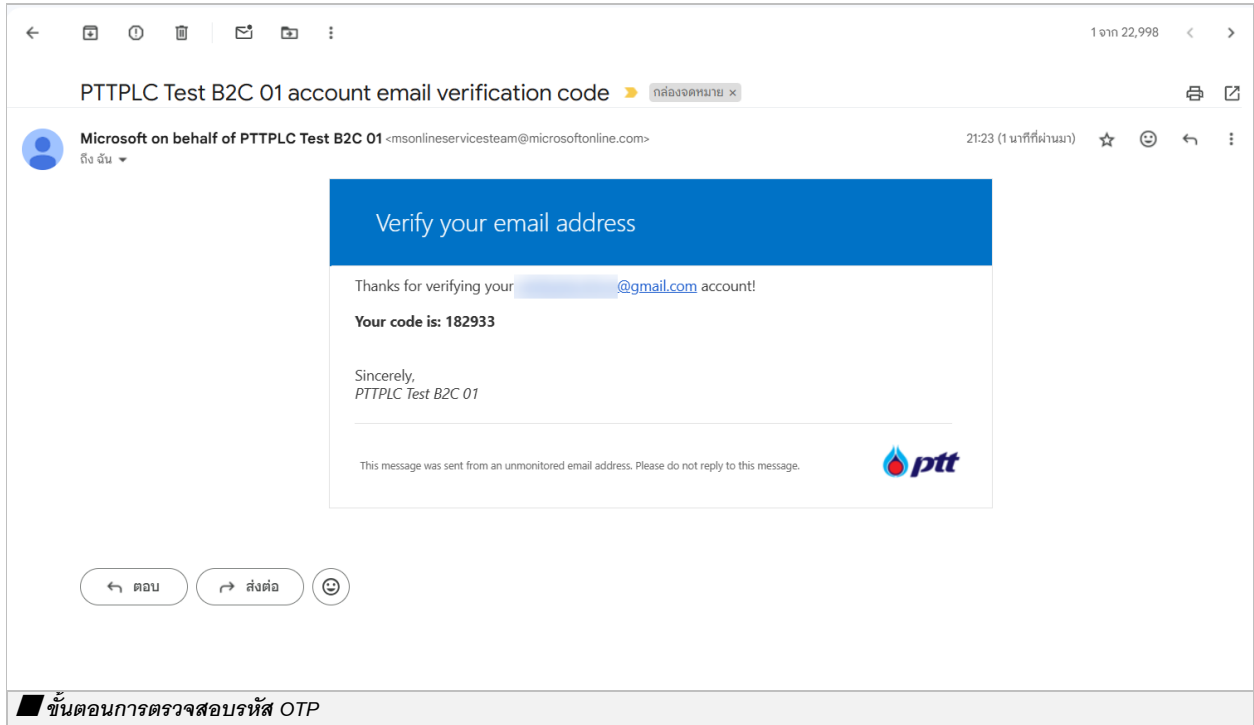 1 จาก 22,998
PTTPLC Test B2C 01 account email verification code กล่องจดหมาย ×
Microsoft on behalf of PTTPLC Test B2C 01 <msonlineservicesteam@microsoftonline.com> 21:23 (1 นาทีที่ผ่านมา)
ถึง ฉัน
Verify your email address
Thanks for verifying your @gmail.com account!
Your code is: 182933
Sincerely,
PTTPLC Test B2C 01
This message was sent from an unmonitored email address. Please do not reply to this message.
ptt
ตอบ ส่งต่อ
ขั้นตอนการตรวจสอบรหัส OTP